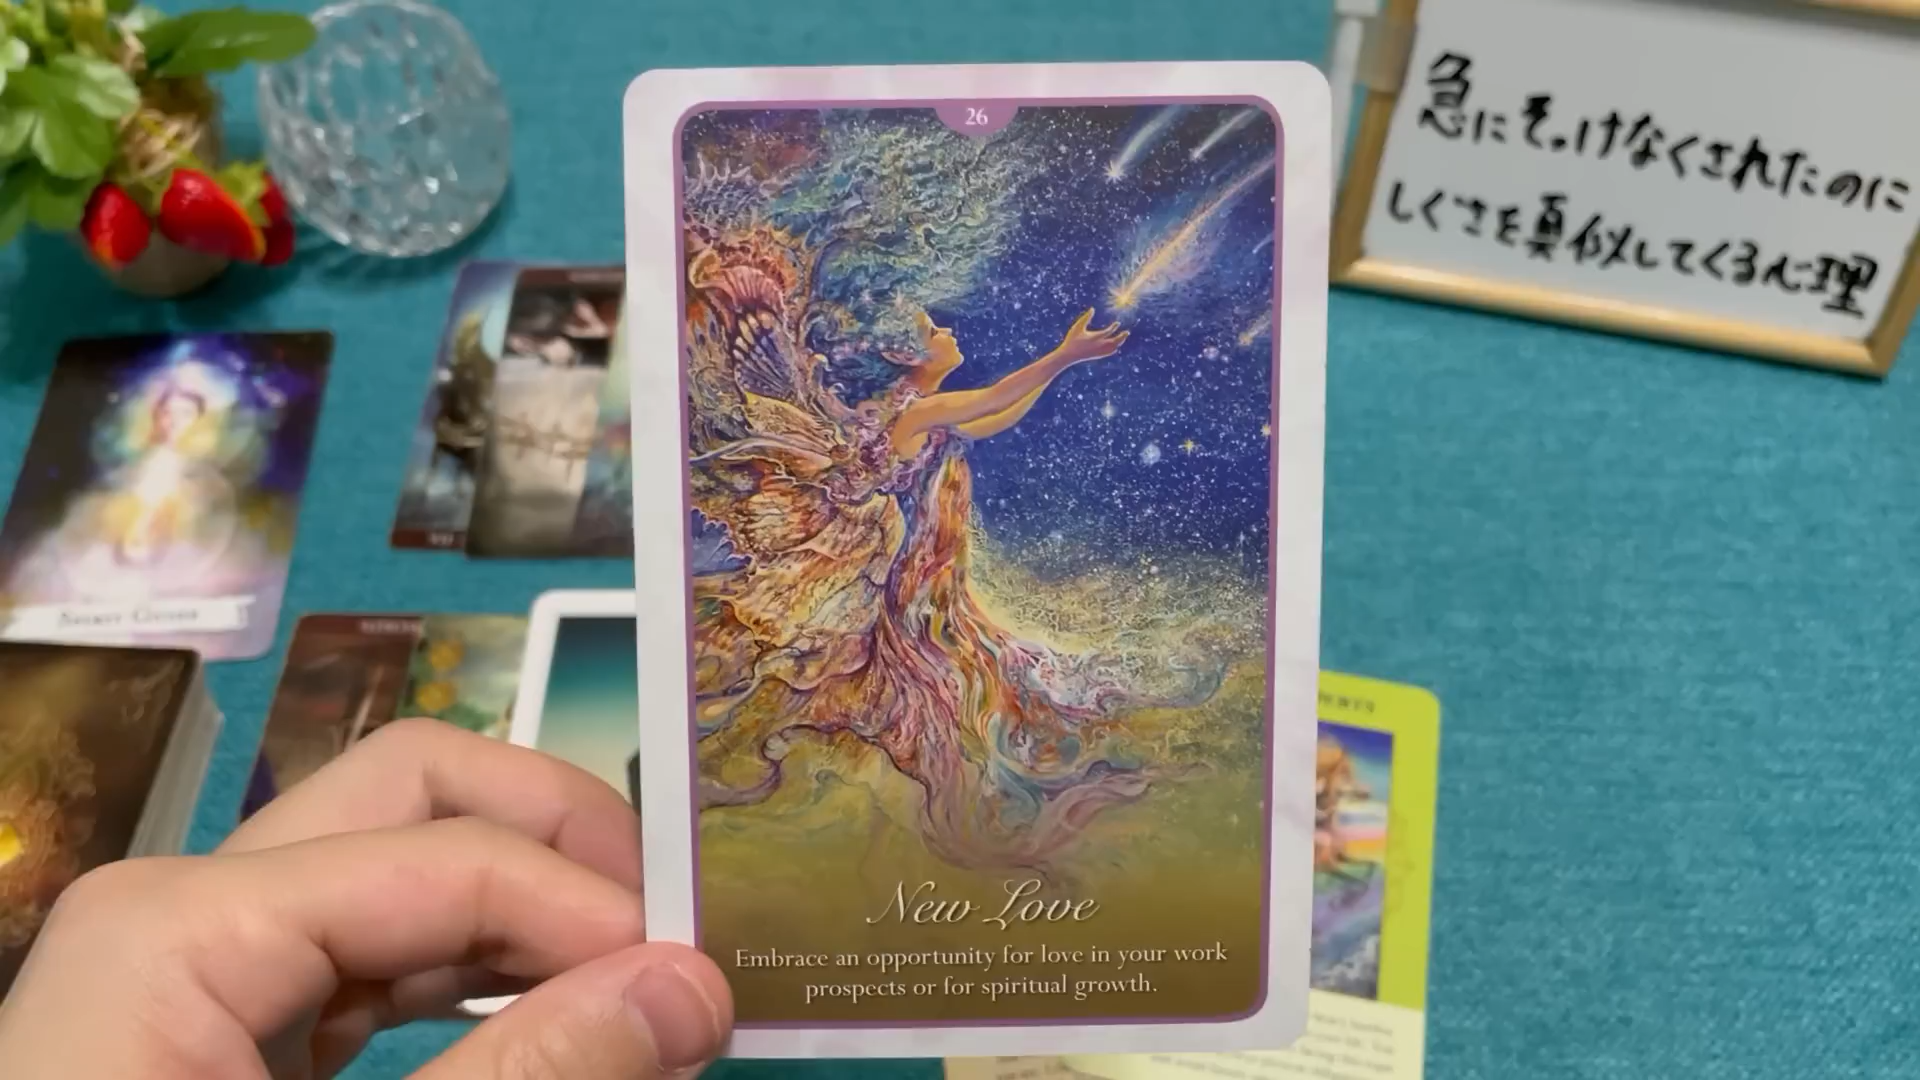 26
急にそっけなくされたのに
しぐさを真似してくる心理
New Love
Embrace an opportunity for love in your work
prospects or for spiritual growth.